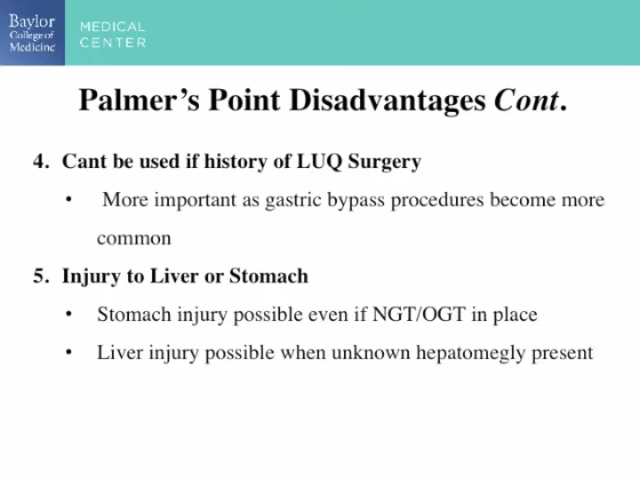 Baylor
College of
Medicine
MEDICAL
CENTER
Palmer's Point Disadvantages Cont.
4. Cant be used if history of LUQ Surgery
• More important as gastric bypass procedures become more
common
5. Injury to Liver or Stomach
• Stomach injury possible even if NGT/OGT in place
• Liver injury possible when unknown hepatomegly present